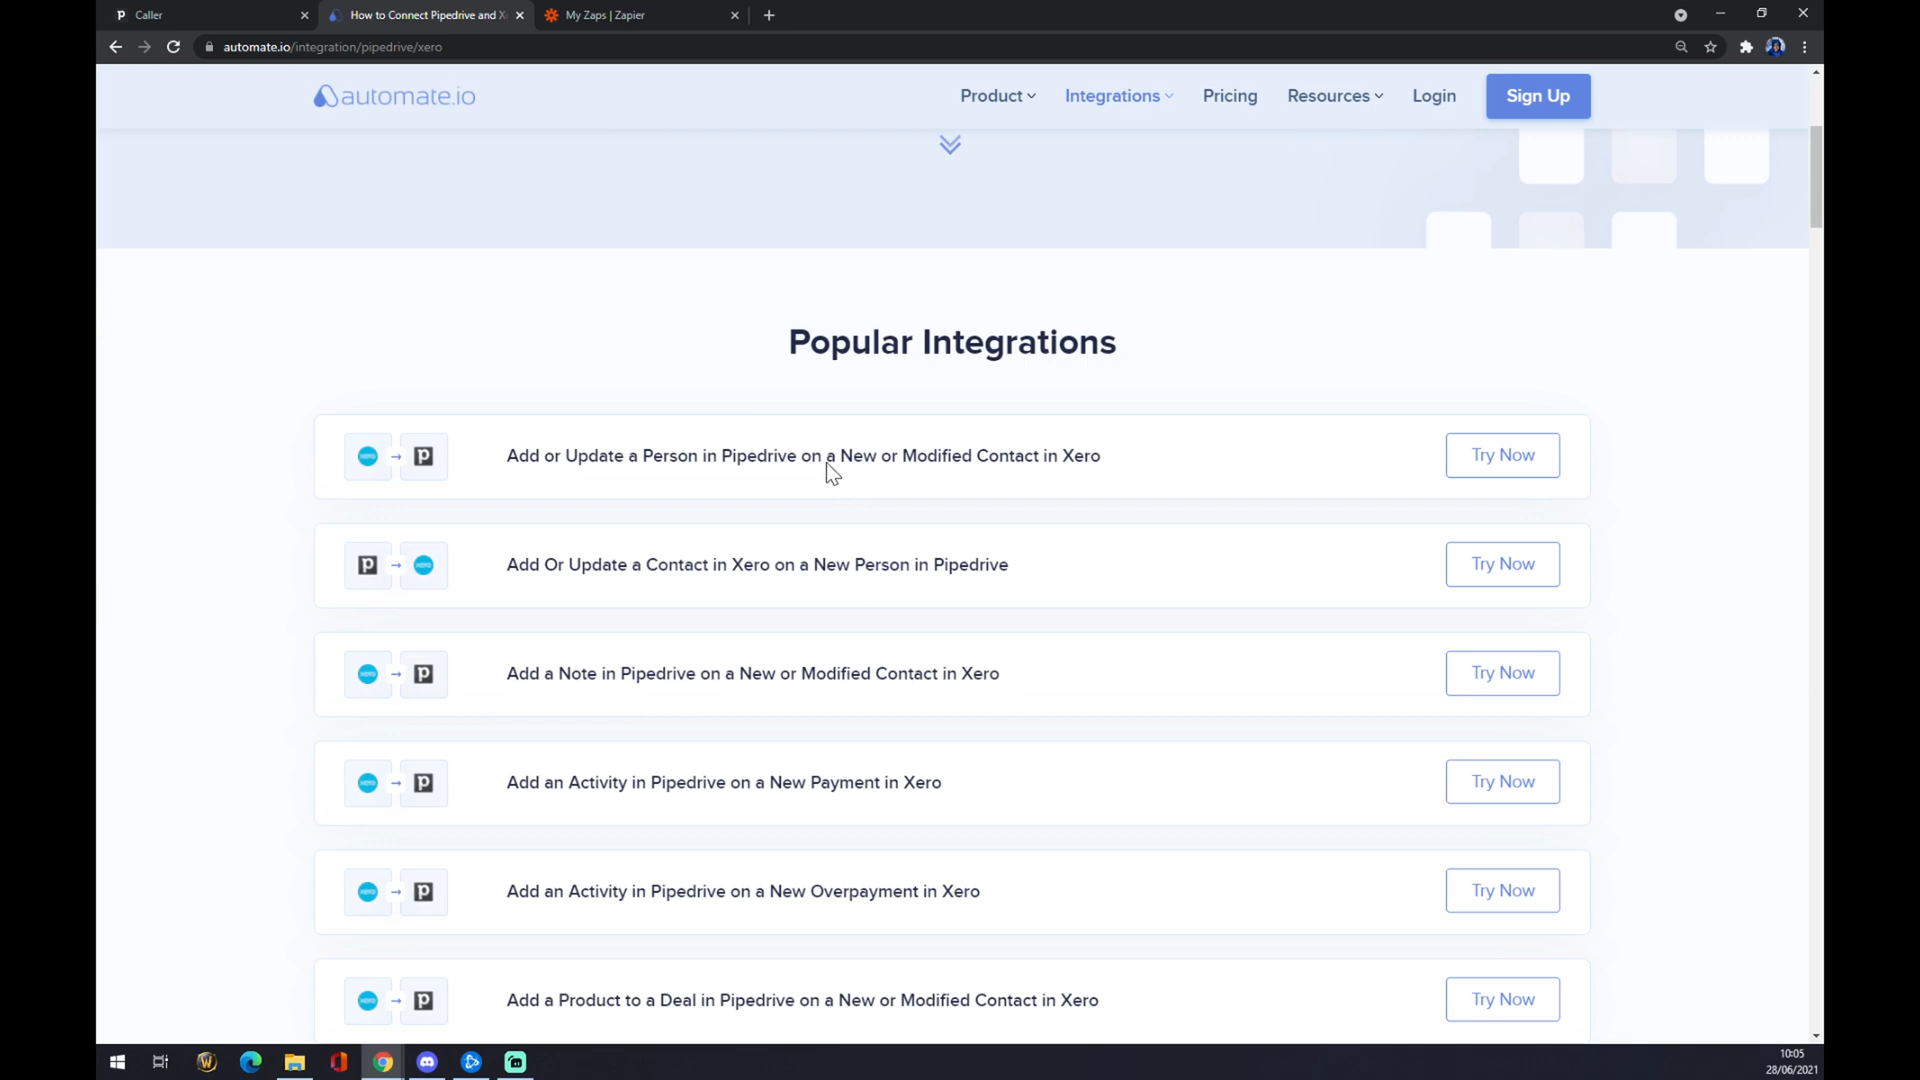 Caller
How to Connect Pipedrive and X
My Zaps | Zapier
automate.io/integration/pipedrive/xero
automate.io
Product
Integrations
Pricing
Resources
Login
Sign Up
Popular Integrations
Add or Update a Person in Pipedrive on a New or Modified Contact in Xero
Try Now
Add Or Update a Contact in Xero on a New Person in Pipedrive
Try Now
Add a Note in Pipedrive on a New or Modified Contact in Xero
Try Now
Add an Activity in Pipedrive on a New Payment in Xero
Try Now
Add an Activity in Pipedrive on a New Overpayment in Xero
Try Now
Add a Product to a Deal in Pipedrive on a New or Modified Contact in Xero
Try Now
10:05
28/06/2021